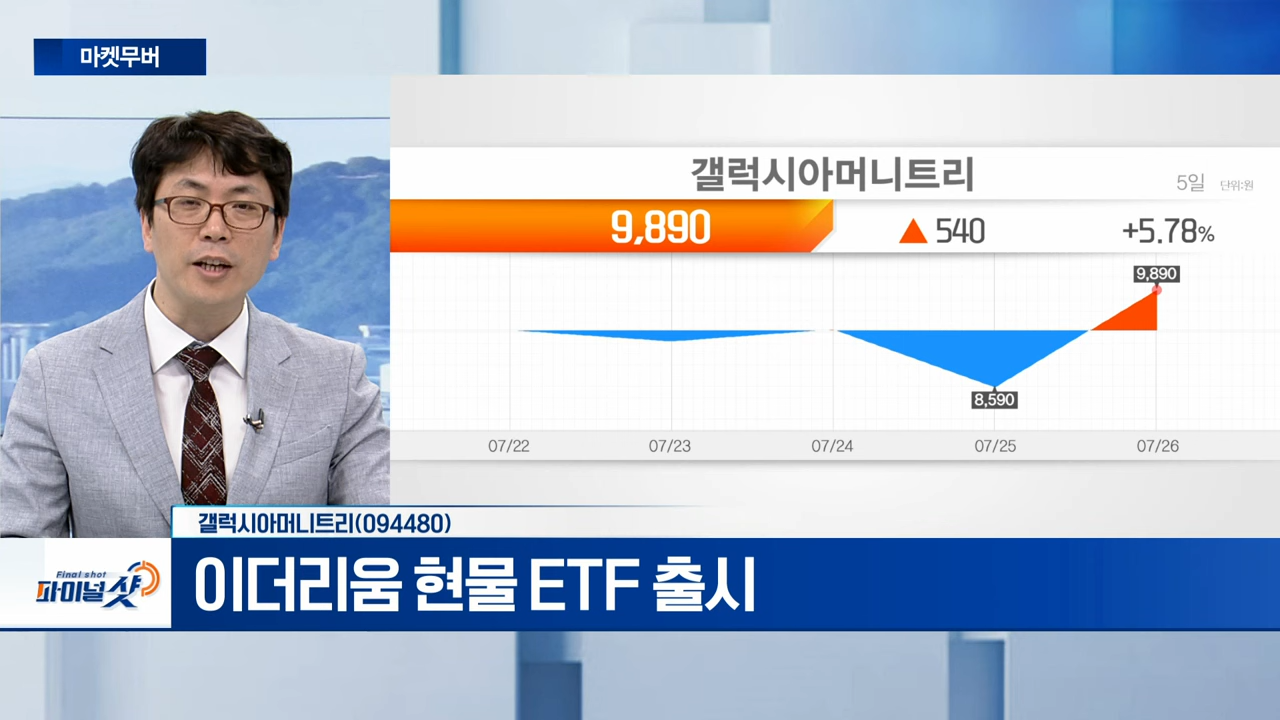 마켓무버
갤럭시아머니트리
5일 단위:원
9,890 ▲ 540 +5.78%
9,890
8,590
07/22 07/23 07/24 07/25 07/26
갤럭시아머니트리(094480)
Final shot
파이널샷
이더리움 현물 ETF 출시